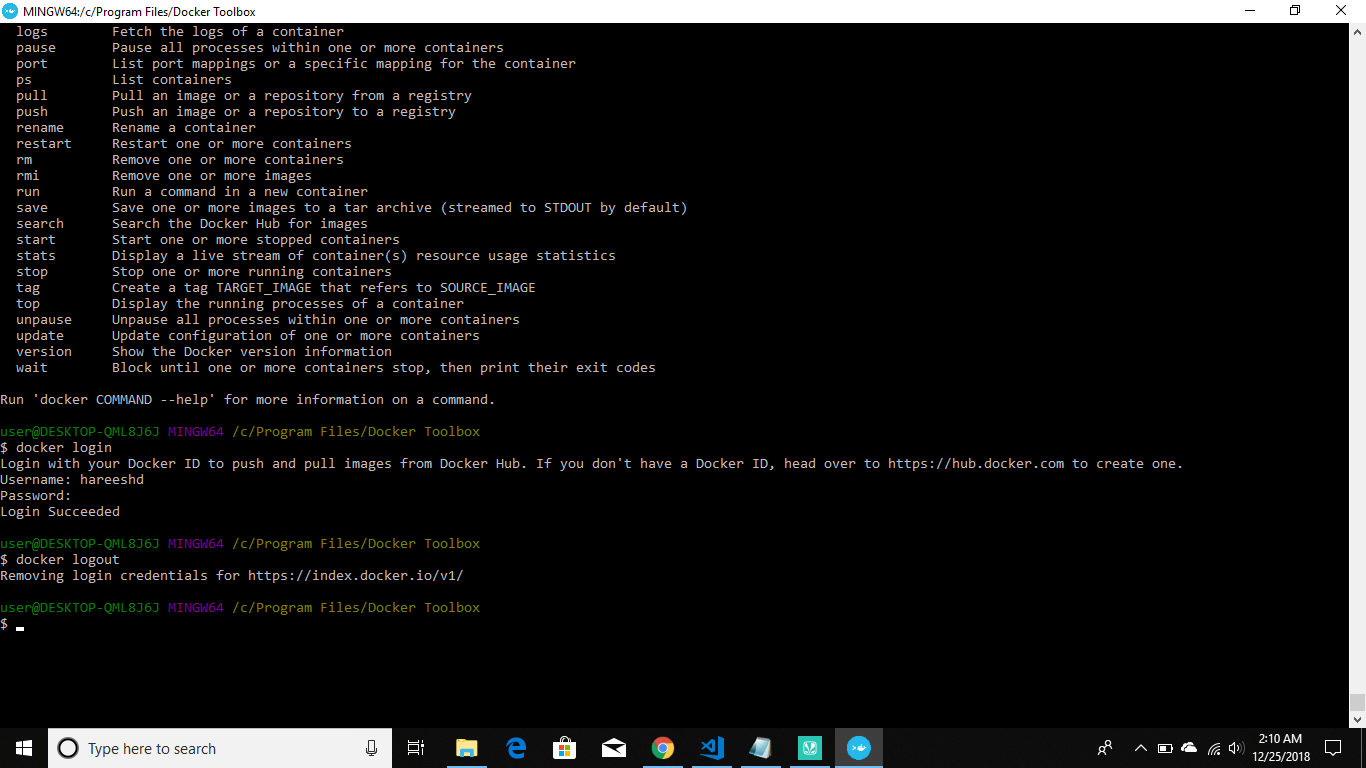 MINGW64:/c/Program Files/Docker Toolbox
logs Fetch the logs of a container
pause Pause all processes within one or more containers
port List port mappings or a specific mapping for the container
ps List containers
pull Pull an image or a repository from a registry
push Push an image or a repository to a registry
rename Rename a container
restart Restart one or more containers
rm Remove one or more containers
rmi Remove one or more images
run Run a command in a new container
save Save one or more images to a tar archive (streamed to STDOUT by default)
search Search the Docker Hub for images
start Start one or more stopped containers
stats Display a live stream of container(s) resource usage statistics
stop Stop one or more running containers
tag Create a tag TARGET_IMAGE that refers to SOURCE_IMAGE
top Display the running processes of a container
unpause Unpause all processes within one or more containers
update Update configuration of one or more containers
version Show the Docker version information
wait Block until one or more containers stop, then print their exit codes
Run 'docker COMMAND --help' for more information on a command.
user@DESKTOP-QML8J6J MINGW64 /c/Program Files/Docker Toolbox
$ docker login
Login with your Docker ID to push and pull images from Docker Hub. If you don't have a Docker ID, head over to https://hub.docker.com to create one.
Username: hareeshd
Password:
Login Succeeded
user@DESKTOP-QML8J6J MINGW64 /c/Program Files/Docker Toolbox
$ docker logout
Removing login credentials for https://index.docker.io/v1/
user@DESKTOP-QML8J6J MINGW64 /c/Program Files/Docker Toolbox
$
Type here to search
2:10 AM
12/25/2018